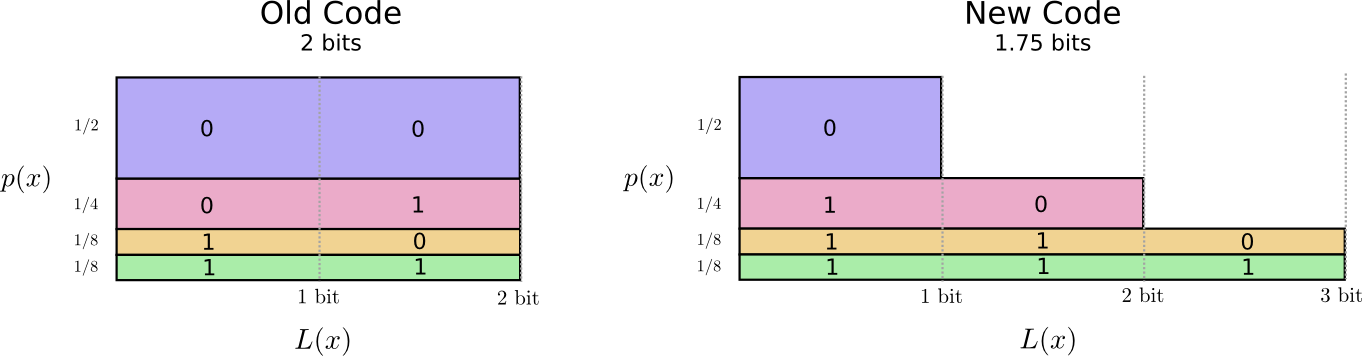 Old Code
2 bits
1/2
0 0
p(x)
1/4
0 1
1/8
1 0
1/8
1 1
1 bit 2 bit
L(x)
New Code
1.75 bits
1/2
0
p(x)
1/4
1 0
1/8
1 1 0
1/8
1 1 1
1 bit 2 bit 3 bit
L(x)